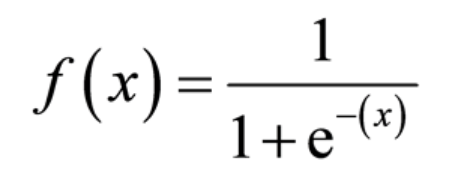 f(x) = 1 / (1 + e^{-(x)})